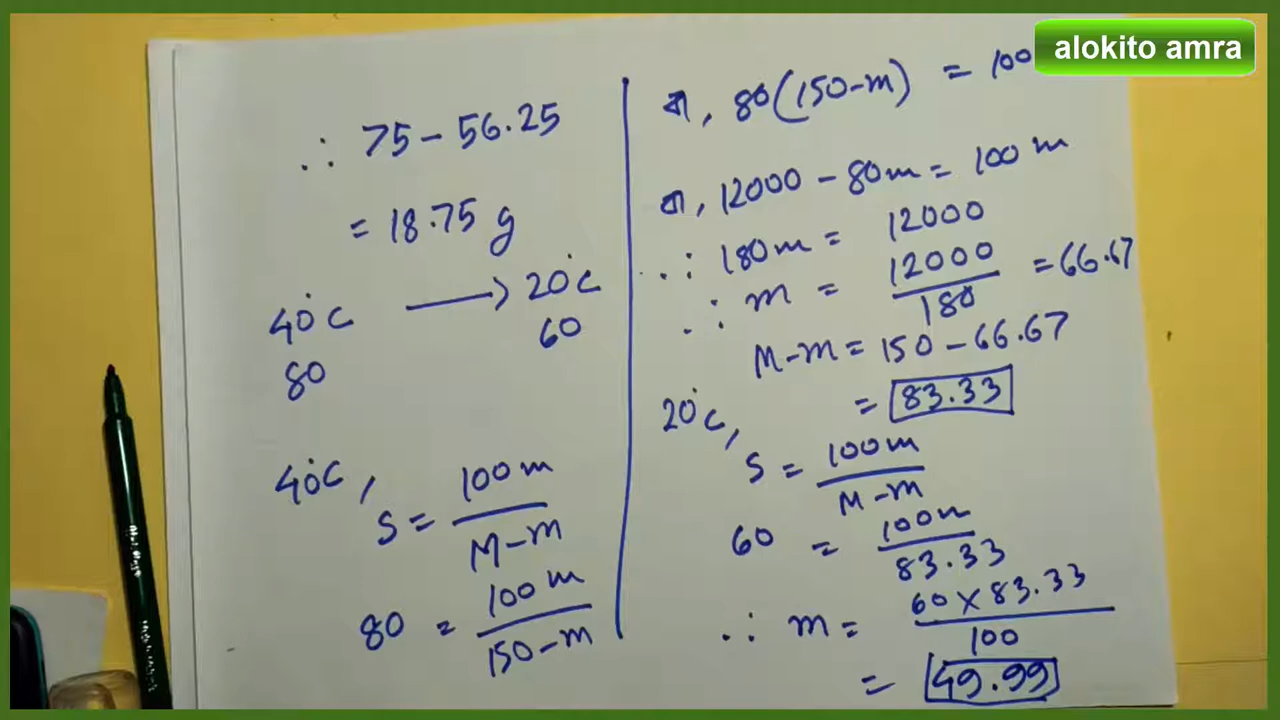 alokito amra
∴ 75 - 56.25
= 18.75 g
40°C ⟶ 20°C
80 60
40°C,
S = 100m / M-m
80 = 100m / 150-m
বা, 80(150-m) = 100
বা, 12000 - 80m = 100m
∴ 180m = 12000
∴ m = 12000 / 180 = 66.67
M-m = 150 - 66.67
= 83.33
20°C,
S = 100m / M-m
60 = 100m / 83.33
∴ m = 60×83.33 / 100
= 49.99